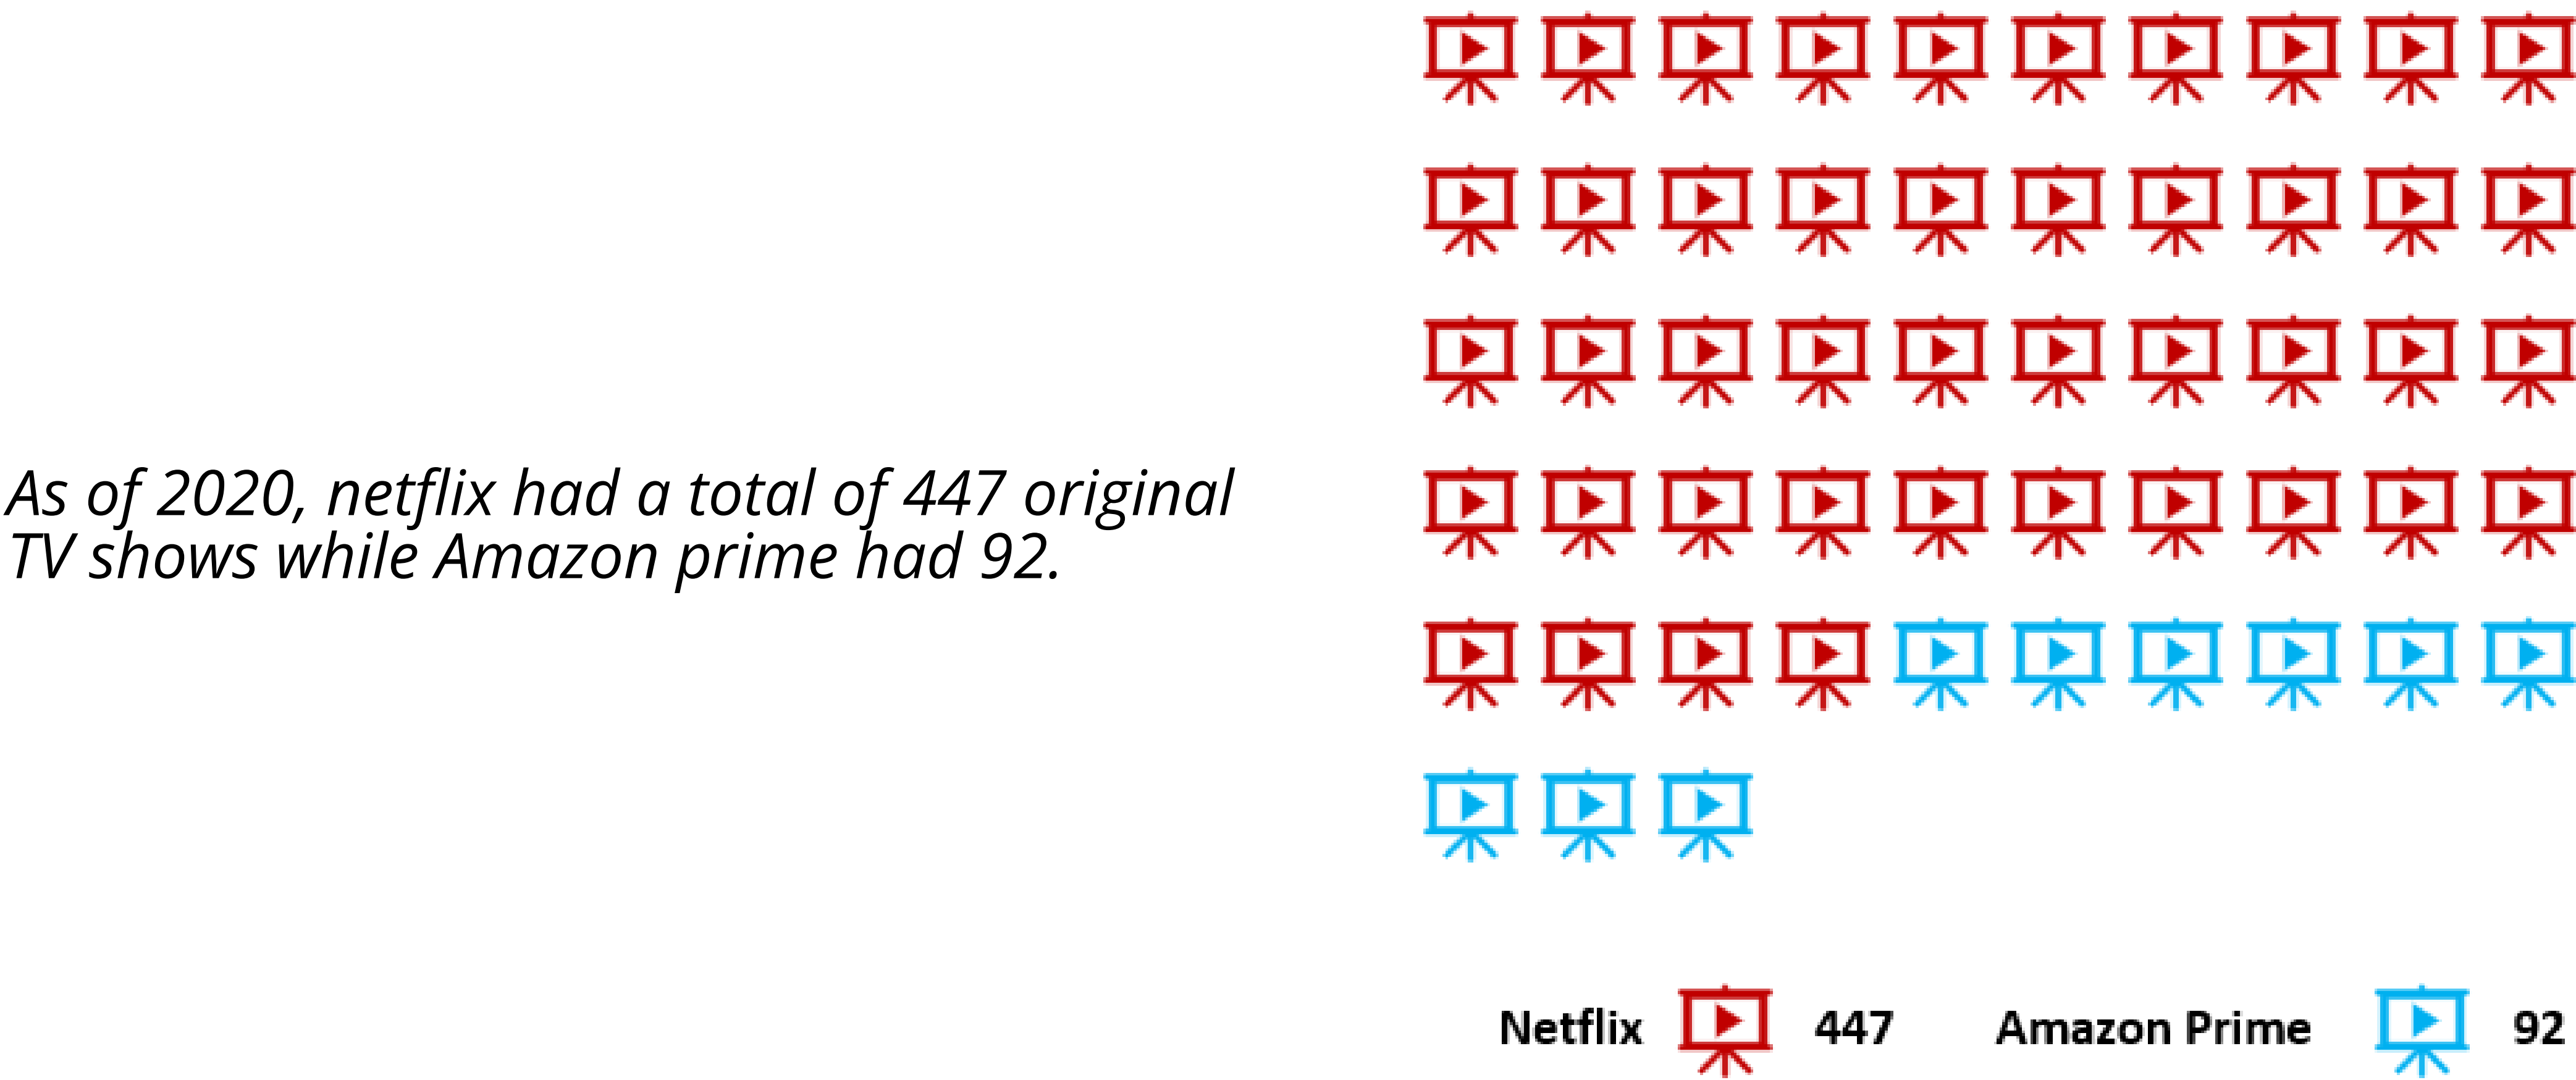 As of 2020, netflix had a total of 447 original
TV shows while Amazon prime had 92.
Netflix 447 Amazon Prime 92